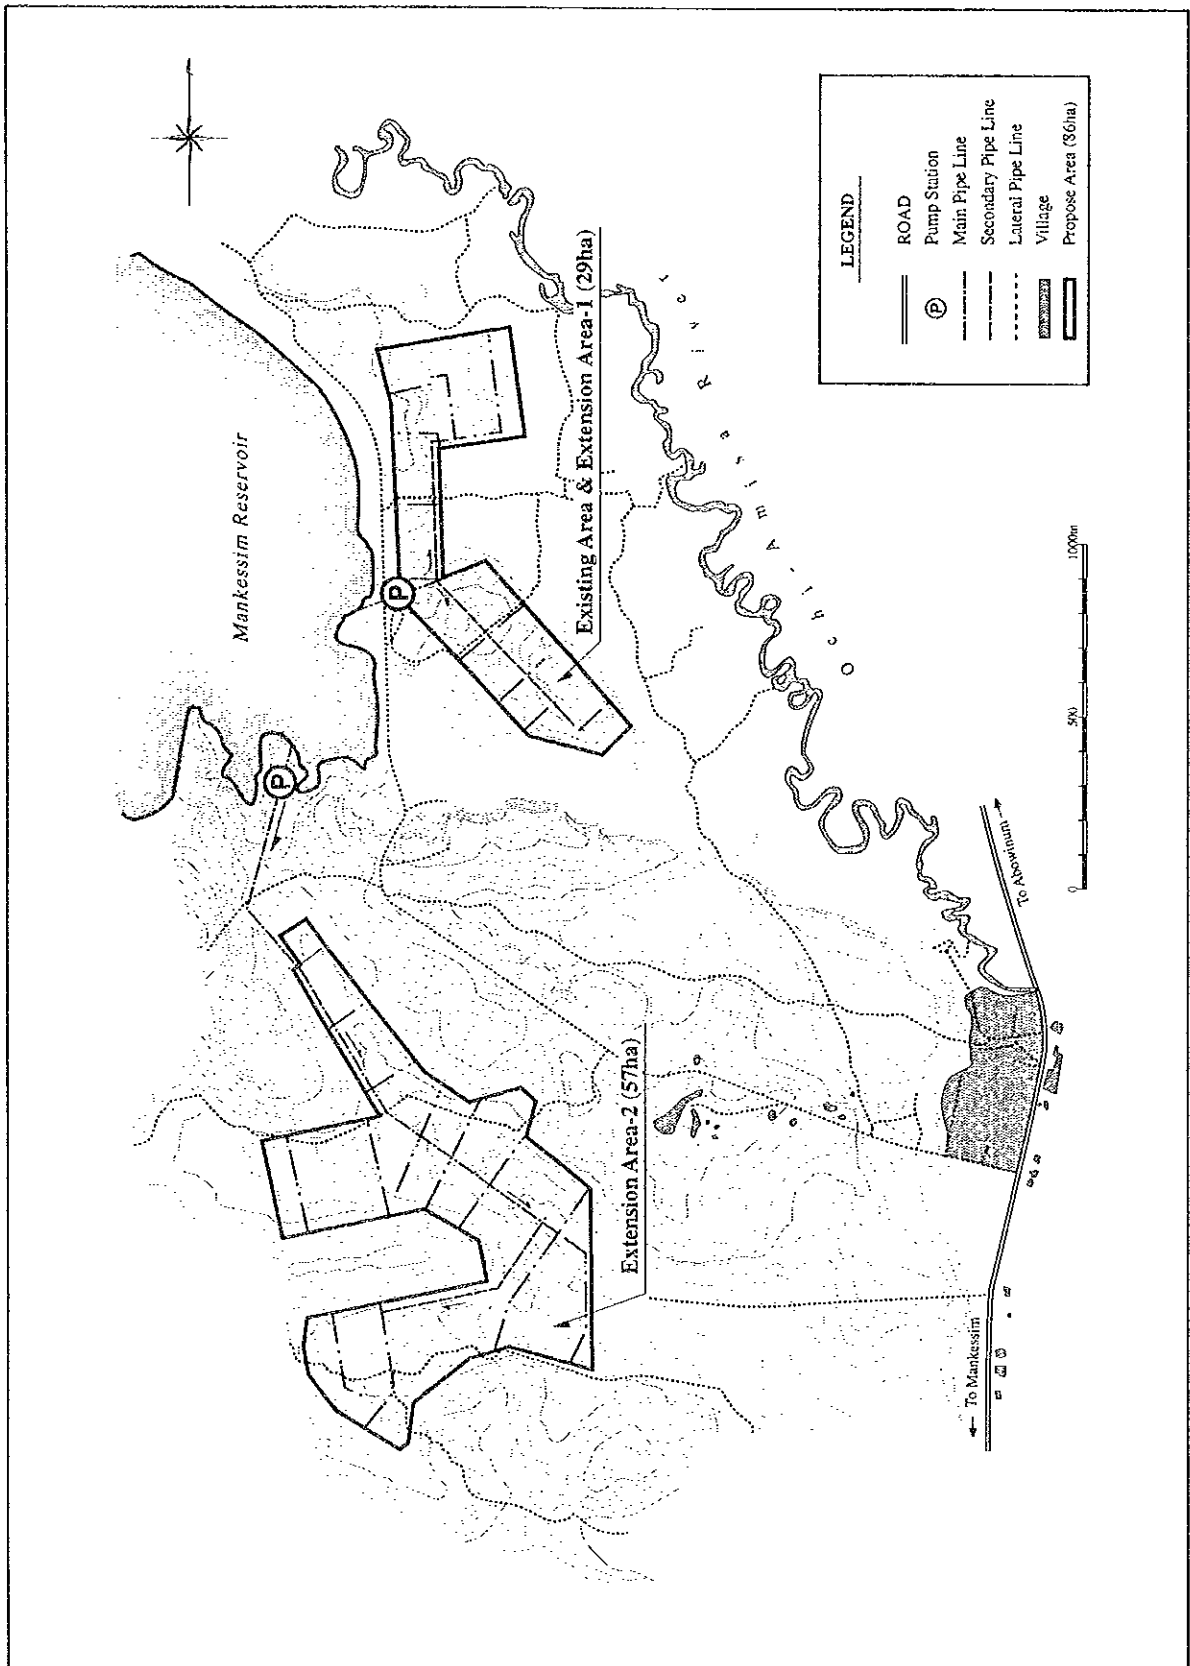 Mankessim Reservoir
P
P
Existing Area & Extension Area-1 (29ha)
Extension Area-2 (57ha)
Ochi-Amisa River
To Mankessim
To Abowinum
0 500 1000m
LEGEND
ROAD
P Pump Station
Main Pipe Line
Secondary Pipe Line
Lateral Pipe Line
Village
Propose Area (86ha)